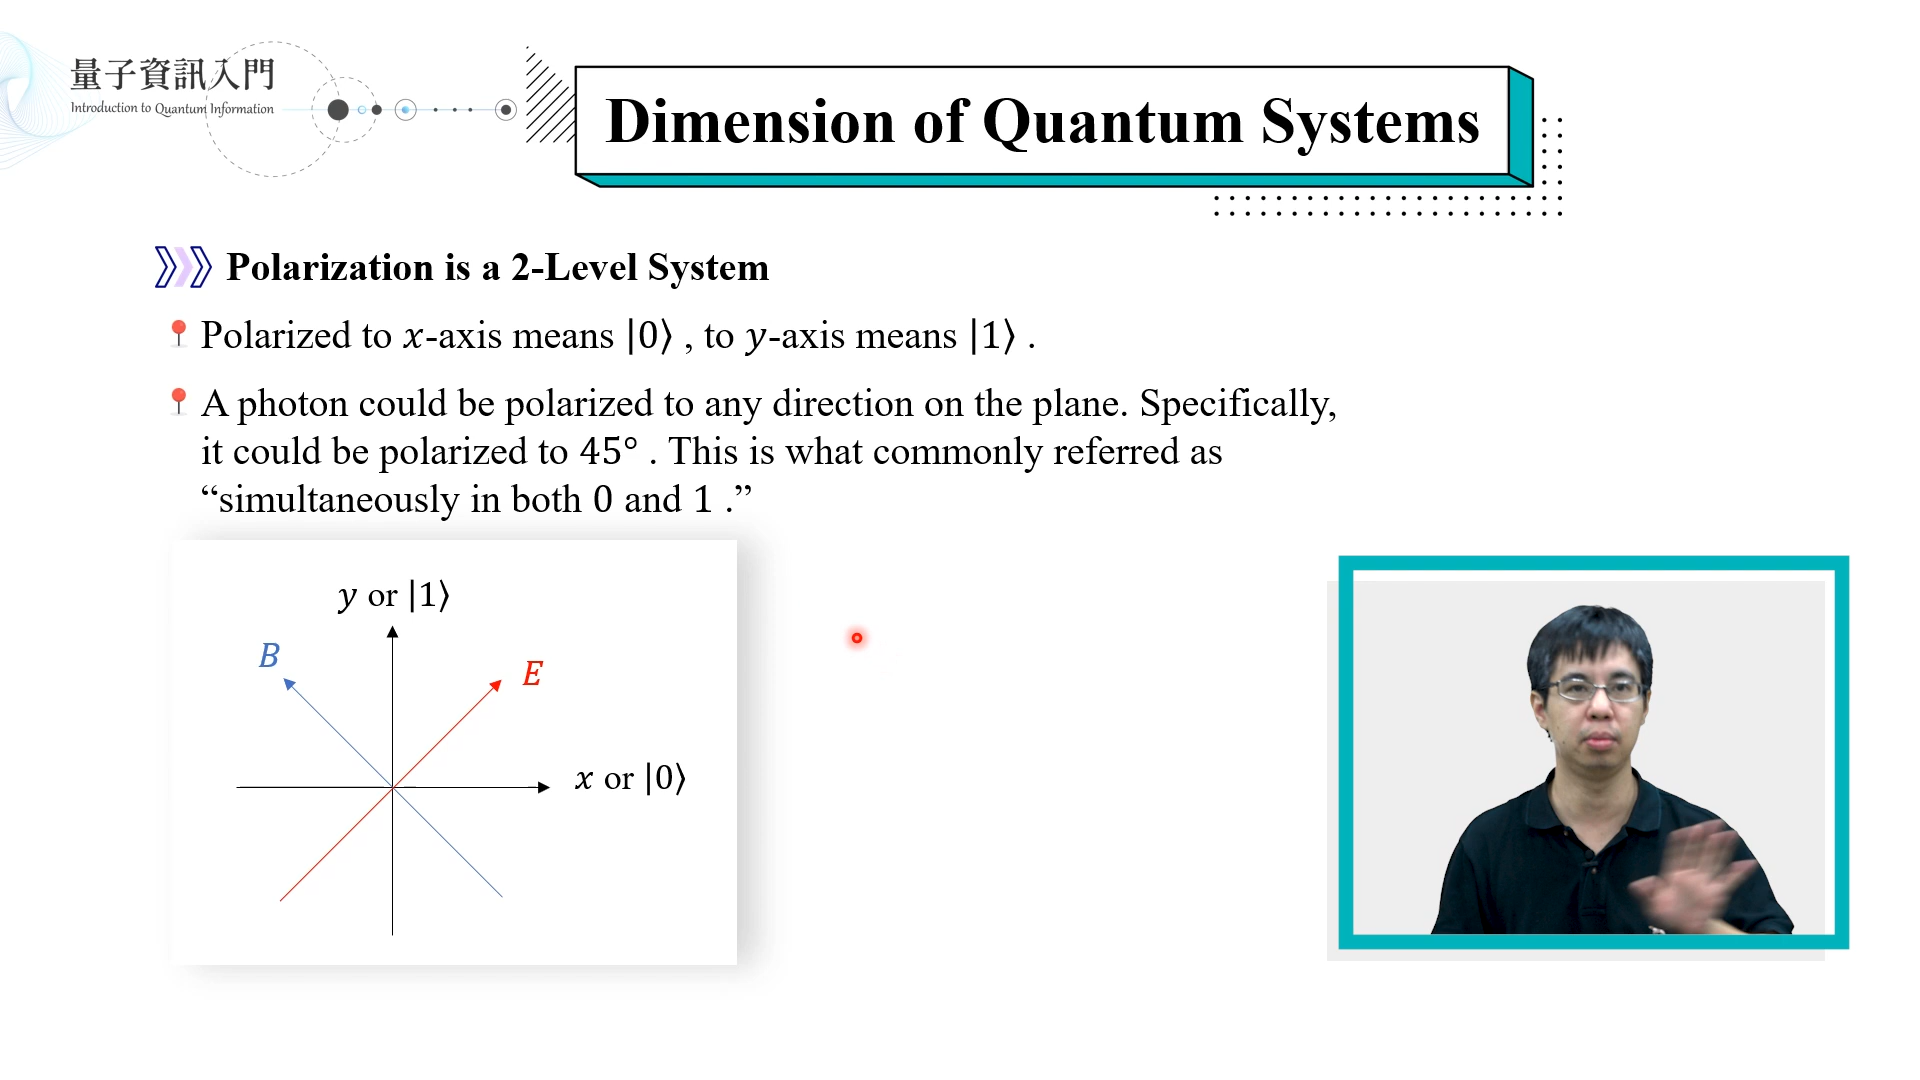 量子資訊入門
Introduction to Quantum Information
Dimension of Quantum Systems
Polarization is a 2-Level System
Polarized to x-axis means |0⟩ , to y-axis means |1⟩ .
A photon could be polarized to any direction on the plane. Specifically,
it could be polarized to 45° . This is what commonly referred as
“simultaneously in both 0 and 1 .”
y or |1⟩
B
E
x or |0⟩